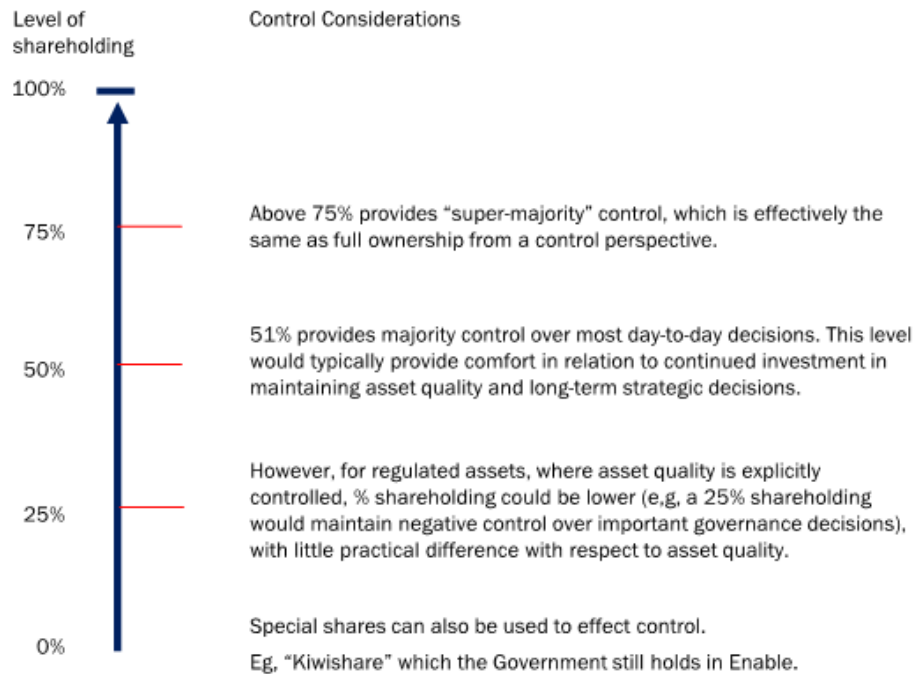 Level of
shareholding
Control Considerations
100%
75%
Above 75% provides “super-majority” control, which is effectively the
same as full ownership from a control perspective.
50%
51% provides majority control over most day-to-day decisions. This level
would typically provide comfort in relation to continued investment in
maintaining asset quality and long-term strategic decisions.
25%
However, for regulated assets, where asset quality is explicitly
controlled, % shareholding could be lower (e,g, a 25% shareholding
would maintain negative control over important governance decisions),
with little practical difference with respect to asset quality.
0%
Special shares can also be used to effect control.
Eg, “Kiwishare” which the Government still holds in Enable.